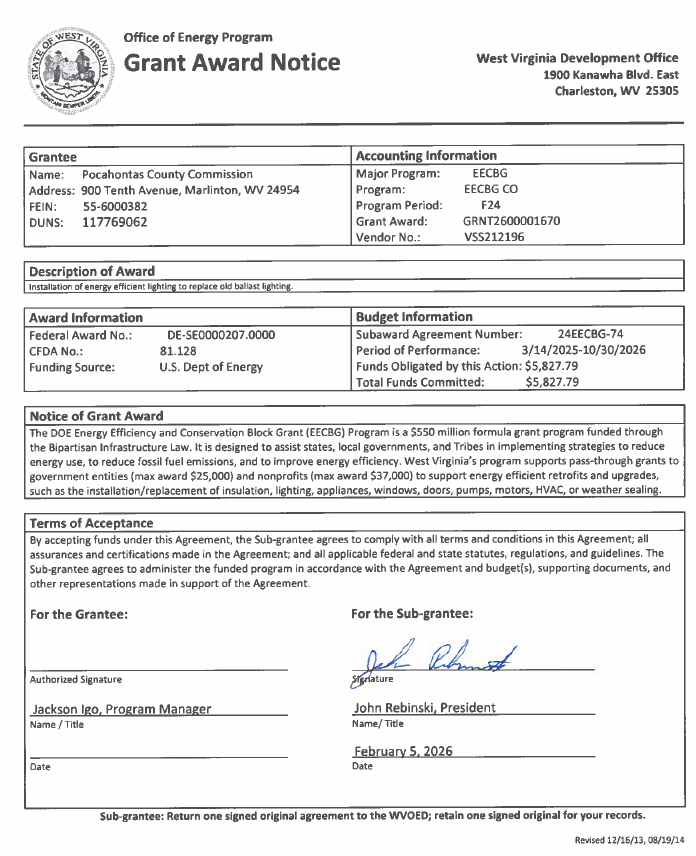 STATE OF WEST VIRGINIA
MONTANI SEMPER LIBERI
Office of Energy Program
Grant Award Notice
West Virginia Development Office
1900 Kanawha Blvd. East
Charleston, WV 25305
Grantee
Name: Pocahontas County Commission
Address: 900 Tenth Avenue, Marlinton, WV 24954
FEIN: 55-6000382
DUNS: 117769062
Accounting Information
Major Program: EECBG
Program: EECBG CO
Program Period: F24
Grant Award: GRNT2600001670
Vendor No.: VSS212196
Description of Award
Installation of energy efficient lighting to replace old ballast lighting.
Award Information
Federal Award No.: DE-SE0000207.0000
CFDA No.: 81.128
Funding Source: U.S. Dept of Energy
Budget Information
Subaward Agreement Number: 24EECBG-74
Period of Performance: 3/14/2025-10/30/2026
Funds Obligated by this Action: $5,827.79
Total Funds Committed: $5,827.79
Notice of Grant Award
The DOE Energy Efficiency and Conservation Block Grant (EECBG) Program is a $550 million formula grant program funded through
the Bipartisan Infrastructure Law. It is designed to assist states, local governments, and Tribes in implementing strategies to reduce
energy use, to reduce fossil fuel emissions, and to improve energy efficiency. West Virginia's program supports pass-through grants to
government entities (max award $25,000) and nonprofits (max award $37,000) to support energy efficient retrofits and upgrades,
such as the installation/replacement of insulation, lighting, appliances, windows, doors, pumps, motors, HVAC, or weather sealing.
Terms of Acceptance
By accepting funds under this Agreement, the Sub-grantee agrees to comply with all terms and conditions in this Agreement; all
assurances and certifications made in the Agreement; and all applicable federal and state statutes, regulations, and guidelines. The
Sub-grantee agrees to administer the funded program in accordance with the Agreement and budget(s), supporting documents, and
other representations made in support of the Agreement.
For the Grantee:
Authorized Signature
Jackson Igo, Program Manager
Name / Title
Date
For the Sub-grantee:
John Rebinski
Signature
John Rebinski, President
Name/ Title
February 5, 2026
Date
Sub-grantee: Return one signed original agreement to the WVOED; retain one signed original for your records.
Revised 12/16/13, 08/19/14